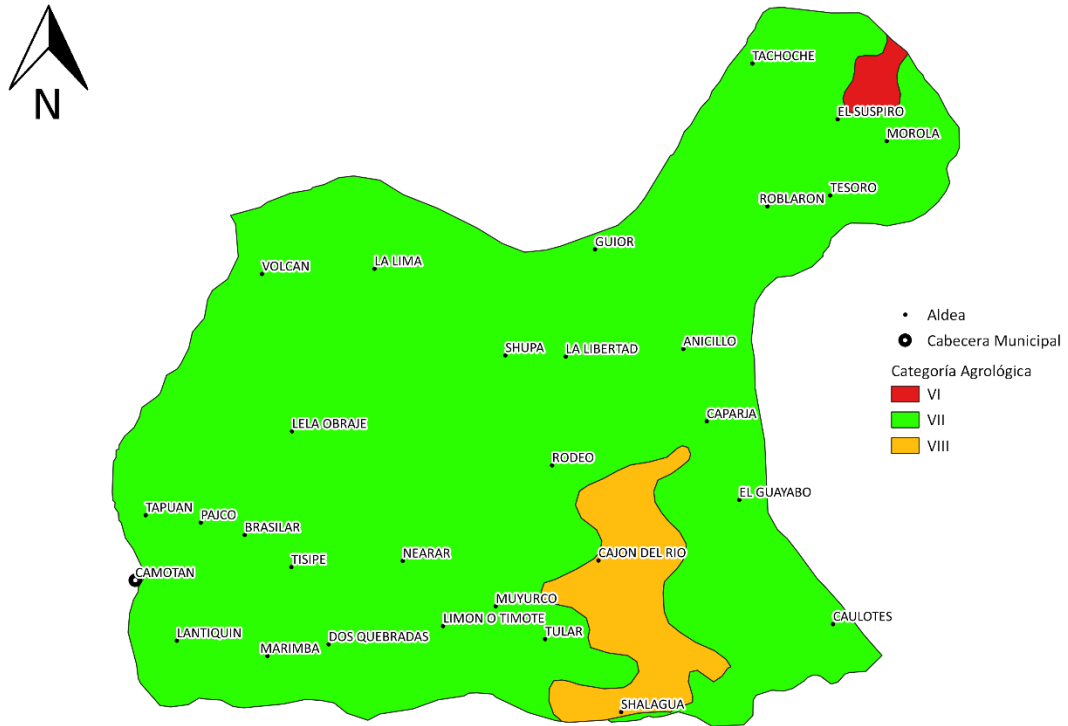 N
TACHOCHE
EL SUSPIRO
MOROLA
TESORO
ROBLARON
GUIOR
VOLCAN
LA LIMA
SHUPA
LA LIBERTAD
ANICILLO
CAPARJA
LELA OBRAJE
RODEO
EL GUAYABO
TAPUAN
PAJCO
BRASILAR
TISIPE
NEARAR
CAJON DEL RIO
CAMOTAN
MUYURCO
LIMON O TIMOTE
TULAR
CAULOTES
LANTIQUIN
MARIMBA
DOS QUEBRADAS
SHALAGUA
Aldea
Cabecera Municipal
Categoría Agrológica
VI
VII
VIII